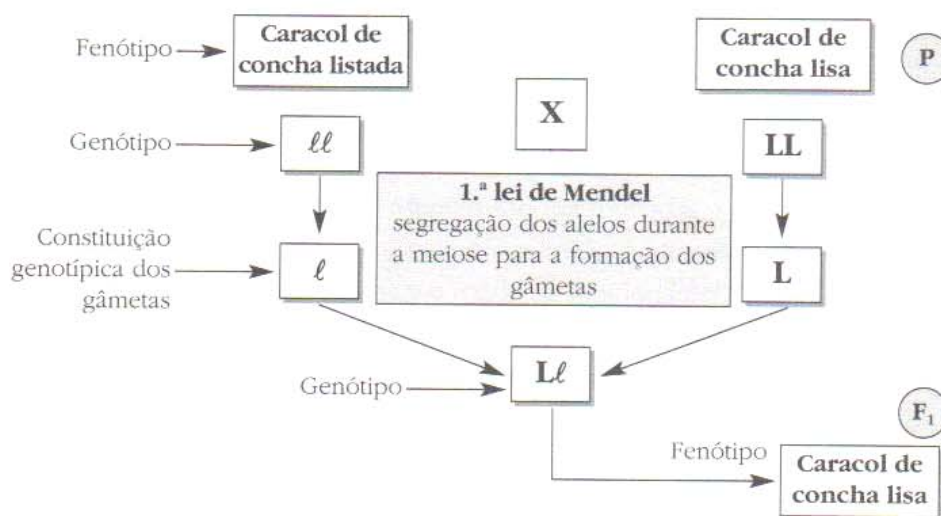 Fenótipo
Caracol de
concha listada
Caracol de
concha lisa
P
Genótipo
ℓℓ
X
LL
1.ª lei de Mendel
segregação dos alelos durante
a meiose para a formação dos
gâmetas
Constituição
genotípica dos
gâmetas
ℓ
L
Genótipo
Lℓ
F₁
Fenótipo
Caracol de
concha lisa